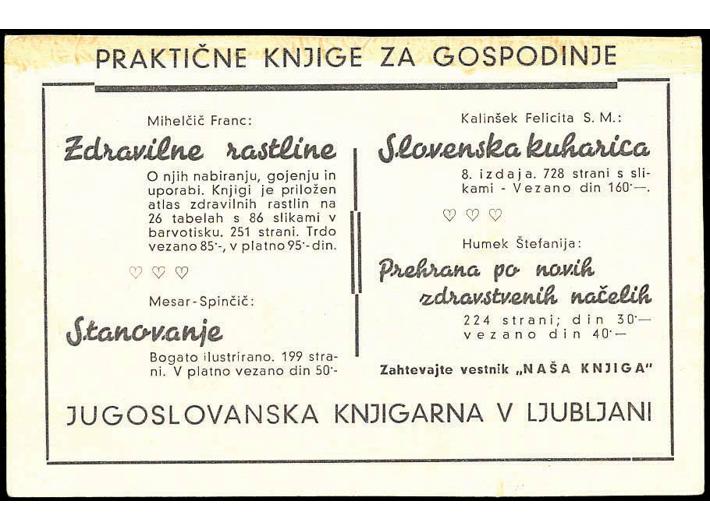 PRAKTIČNE KNJIGE ZA GOSPODINJE
Mihelčič Franc:
Zdravilne rastline
O njih nabiranju, gojenju in
uporabi. Knjigi je priložen
atlas zdravilnih rastlin na
26 tabelah s 86 slikami v
barvotisku. 251 strani. Trdo
vezano 85·-, v platno 95·- din.
♡ ♡ ♡
Mesar-Spinčič:
Stanovanje
Bogato ilustrirano. 199 stra-
ni. V platno vezano din 50·-
Kalinšek Felicita S. M.:
Slovenska kuharica
8. izdaja. 728 strani s sli-
kami - Vezano din 160·—.
♡ ♡ ♡
Humek Štefanija:
Prehrana po novih
zdravstvenih načelih
224 strani; din 30·—
vezano din 40·—
Zahtevajte vestnik „NAŠA KNJIGA"
JUGOSLOVANSKA KNJIGARNA V LJUBLJANI